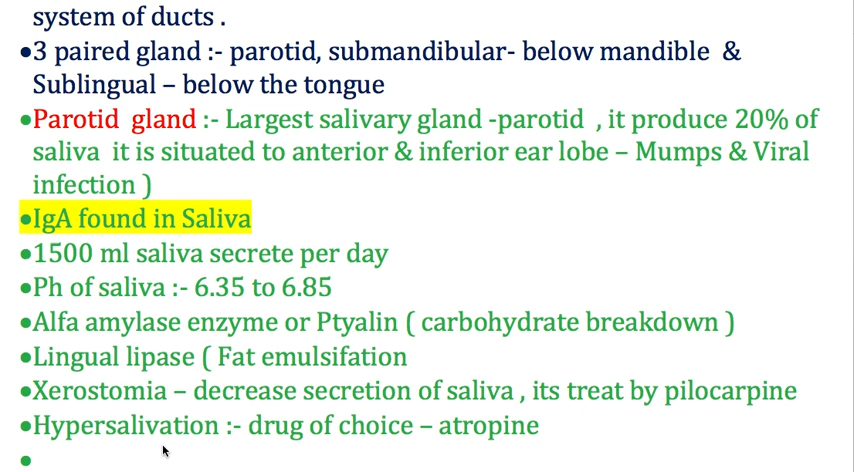 system of ducts .
•3 paired gland :- parotid, submandibular- below mandible &
Sublingual – below the tongue
•Parotid gland :- Largest salivary gland -parotid , it produce 20% of
saliva it is situated to anterior & inferior ear lobe – Mumps & Viral
infection )
•IgA found in Saliva
•1500 ml saliva secrete per day
•Ph of saliva :- 6.35 to 6.85
•Alfa amylase enzyme or Ptyalin ( carbohydrate breakdown )
•Lingual lipase ( Fat emulsifation
•Xerostomia – decrease secretion of saliva , its treat by pilocarpine
•Hypersalivation :- drug of choice – atropine
•